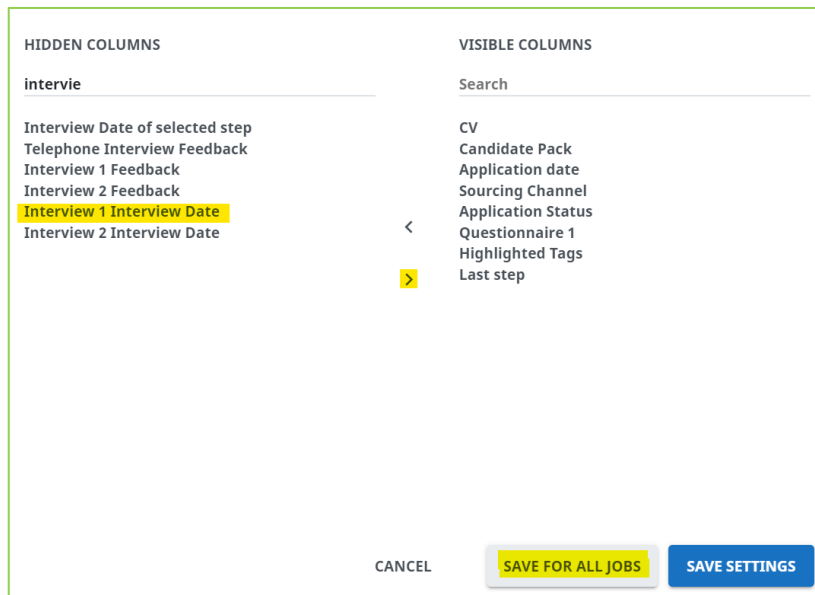 HIDDEN COLUMNS
intervie
Interview Date of selected step
Telephone Interview Feedback
Interview 1 Feedback
Interview 2 Feedback
Interview 1 Interview Date
Interview 2 Interview Date
<
>
VISIBLE COLUMNS
Search
CV
Candidate Pack
Application date
Sourcing Channel
Application Status
Questionnaire 1
Highlighted Tags
Last step
CANCEL
SAVE FOR ALL JOBS
SAVE SETTINGS